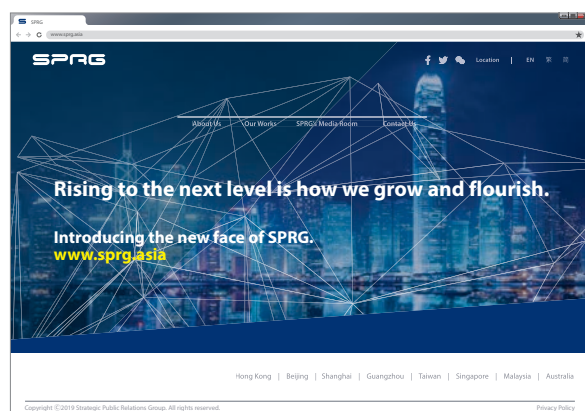 SPRG
www.sprg.asia
SPRG
Location | EN 繁 简
About Us Our Works SPRG's Media Room Contact Us
Rising to the next level is how we grow and flourish.
Introducing the new face of SPRG.
www.sprg.asia
Hong Kong | Beijing | Shanghai | Guangzhou | Taiwan | Singapore | Malaysia | Australia
Copyright ©2019 Strategic Public Relations Group. All rights reserved. Privacy Policy